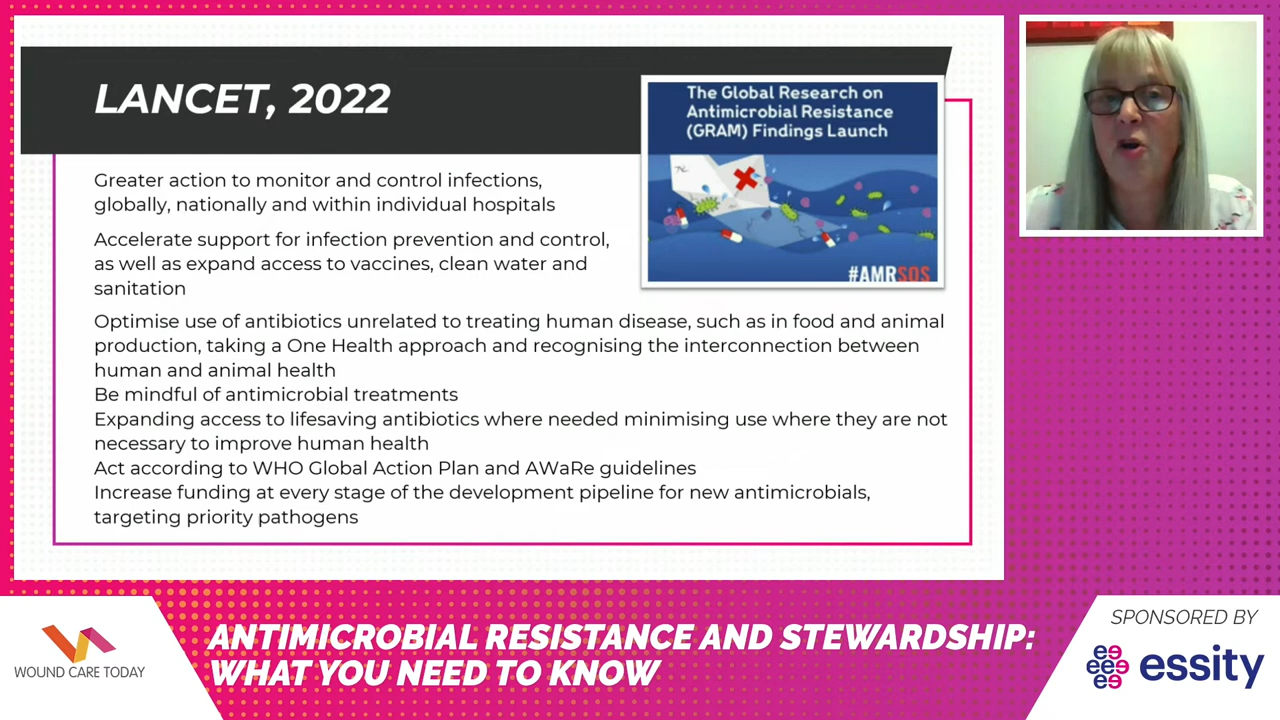 LANCET, 2022
The Global Research on
Antimicrobial Resistance
(GRAM) Findings Launch
#AMRSOS
Greater action to monitor and control infections,
globally, nationally and within individual hospitals
Accelerate support for infection prevention and control,
as well as expand access to vaccines, clean water and
sanitation
Optimise use of antibiotics unrelated to treating human disease, such as in food and animal
production, taking a One Health approach and recognising the interconnection between
human and animal health
Be mindful of antimicrobial treatments
Expanding access to lifesaving antibiotics where needed minimising use where they are not
necessary to improve human health
Act according to WHO Global Action Plan and AWaRe guidelines
Increase funding at every stage of the development pipeline for new antimicrobials,
targeting priority pathogens
WOUND CARE TODAY
ANTIMICROBIAL RESISTANCE AND STEWARDSHIP:
WHAT YOU NEED TO KNOW
SPONSORED BY
essity